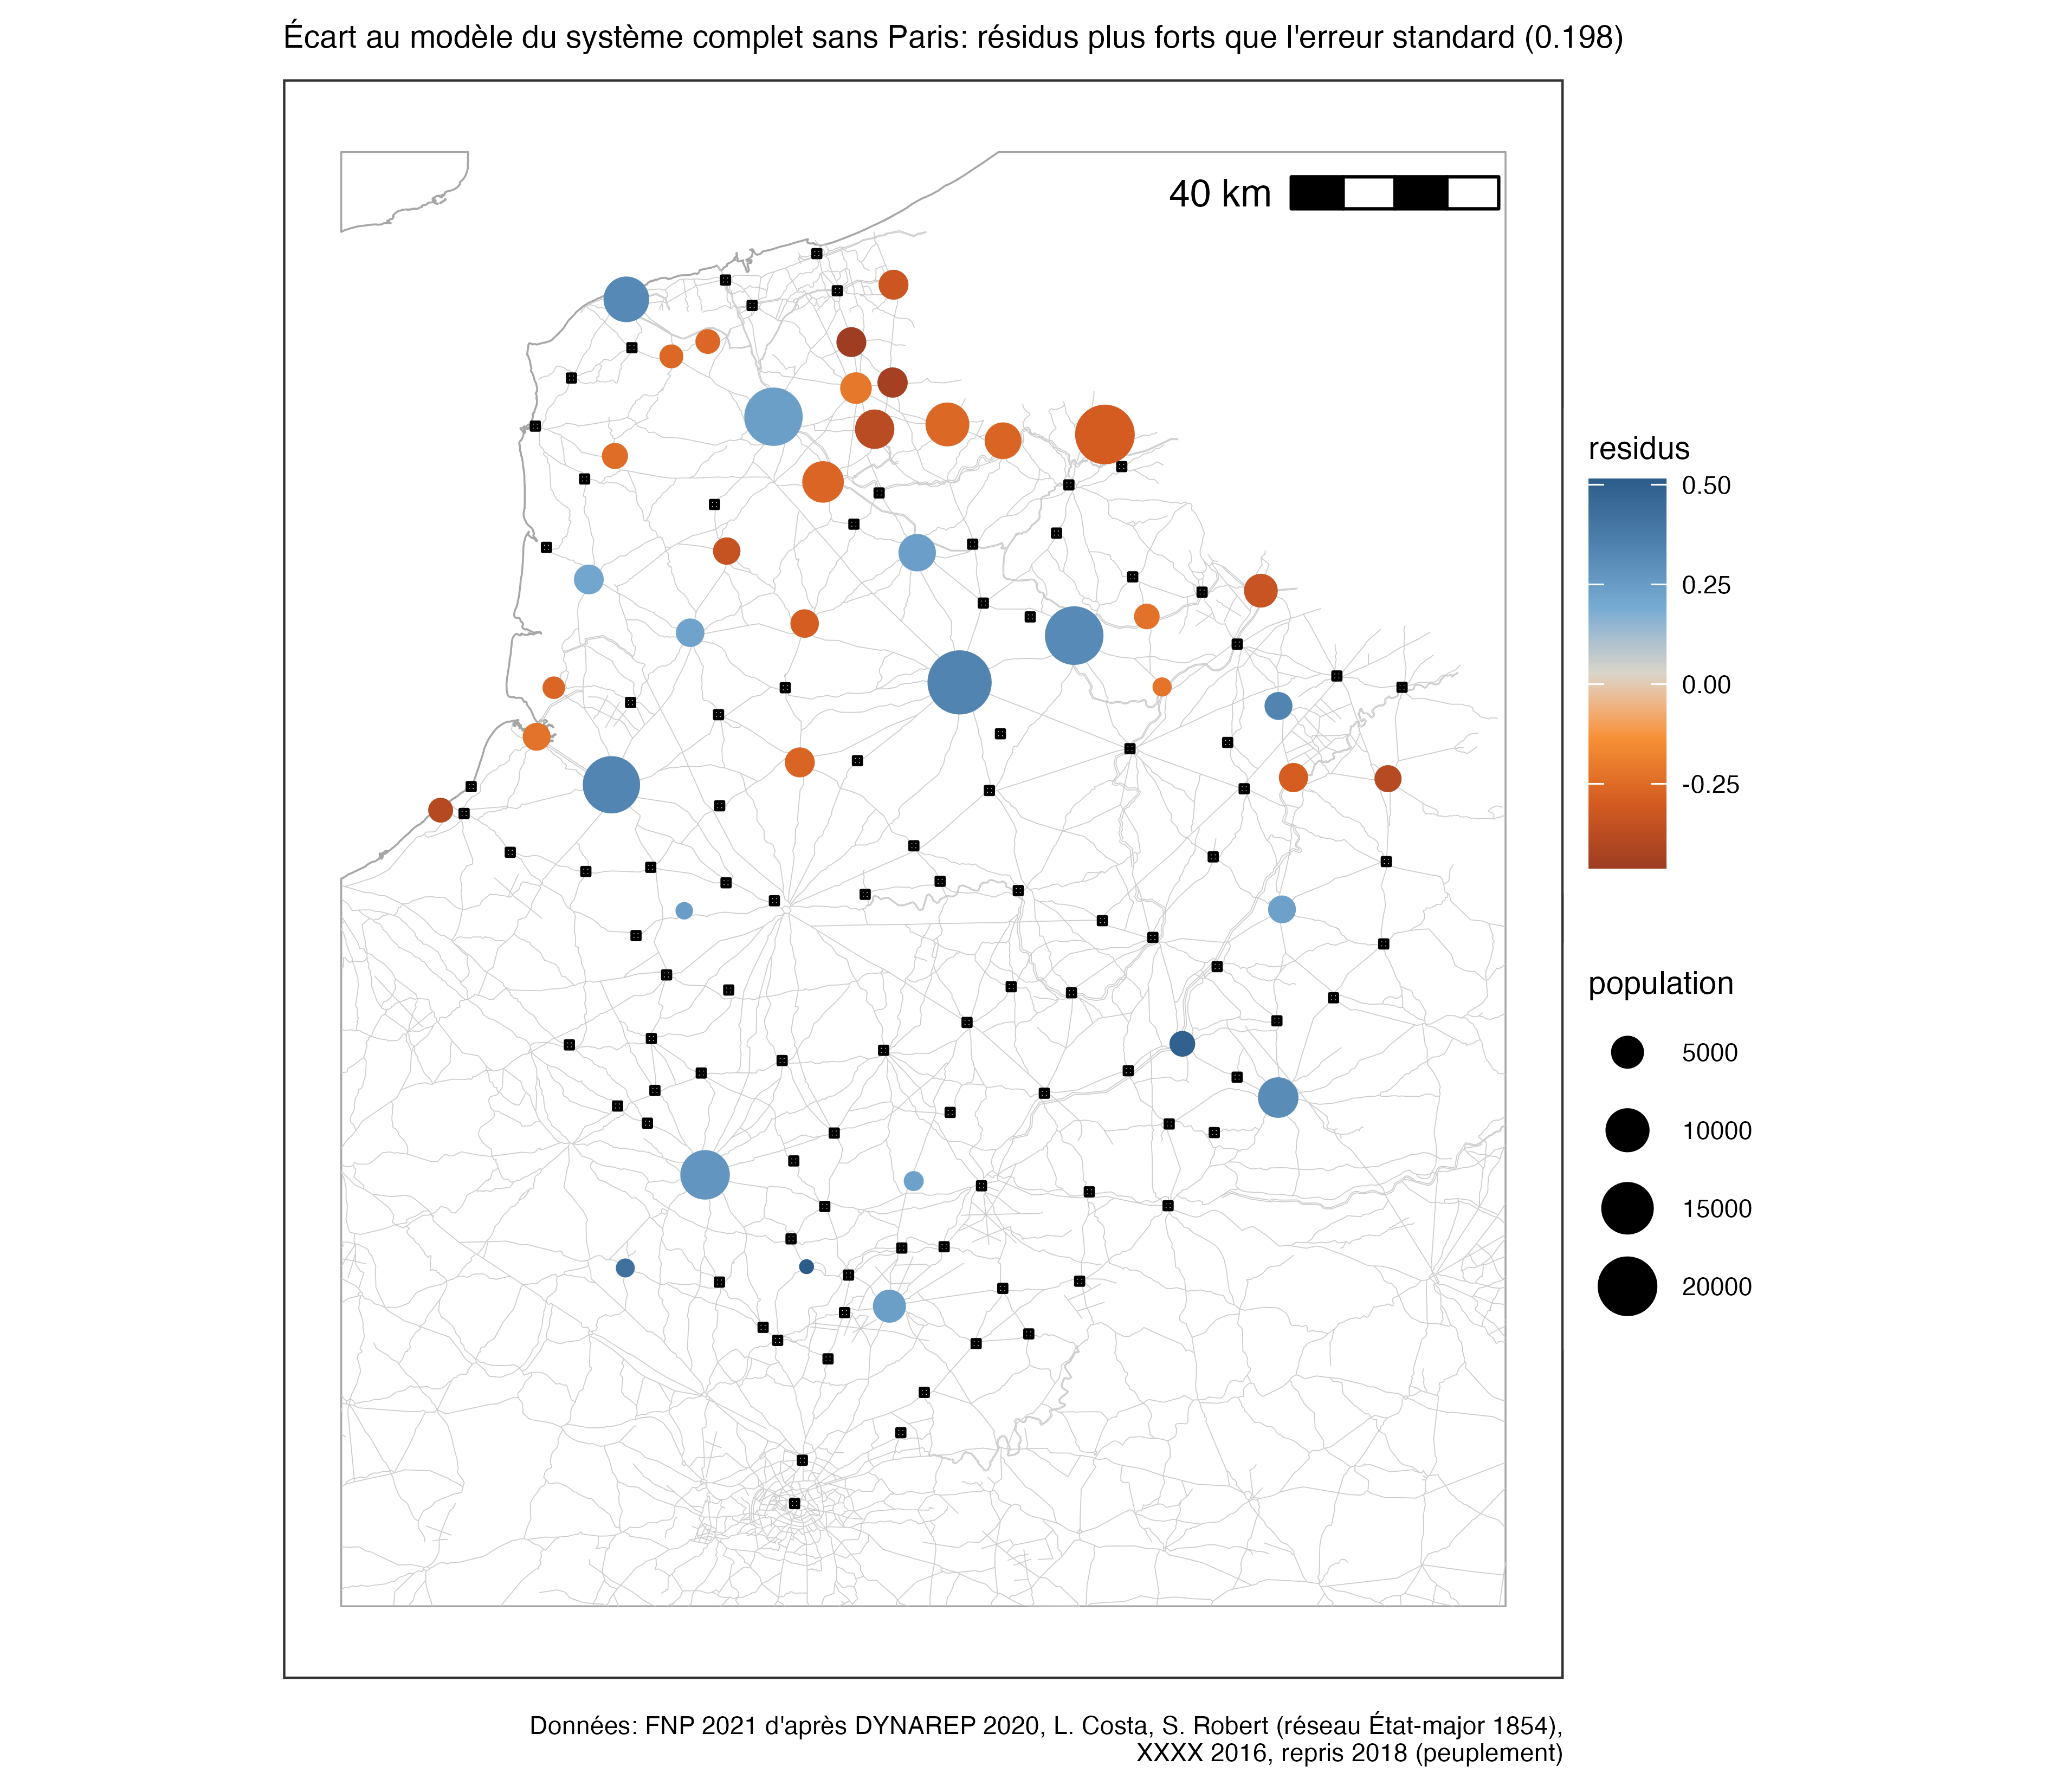 Écart au modèle du système complet sans Paris: résidus plus forts que l'erreur standard (0.198)
40 km
residus
0.50
0.25
0.00
-0.25
population
5000
10000
15000
20000
Données: FNP 2021 d'après DYNAREP 2020, L. Costa, S. Robert (réseau État-major 1854),
XXXX 2016, repris 2018 (peuplement)